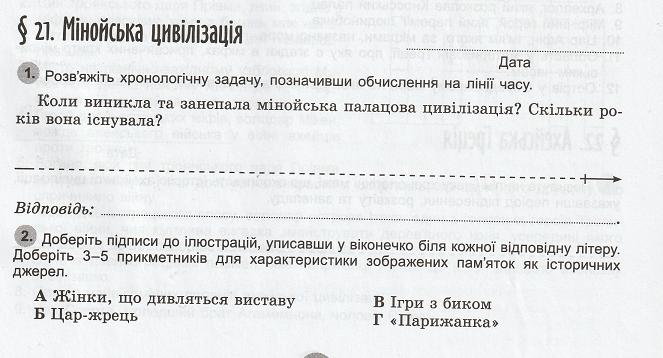 § 21. Мінойська цивілізація
Дата
1. Розв'яжіть хронологічну задачу, позначивши обчислення на лінії часу.
Коли виникла та занепала мінойська палацова цивілізація? Скільки ро-
ків вона існувала?
Відповідь:
2. Доберіть підписи до ілюстрацій, уписавши у віконечко біля кожної відповідну літеру.
Доберіть 3–5 прикметників для характеристики зображених пам'яток як історичних
джерел.
А Жінки, що дивляться виставу
Б Цар-жрець
В Ігри з биком
Г «Парижанка»